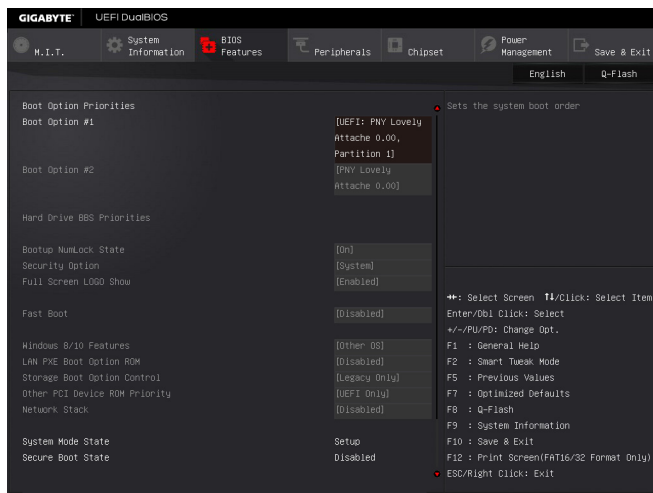 GIGABYTE™ UEFI DualBIOS
M.I.T.
System Information
BIOS Features
Peripherals
Chipset
Power Management
Save & Exit
English Q-Flash
Boot Option Priorities
Boot Option #1 [UEFI: PNY Lovely
Attache 0.00,
Partition 1]
Boot Option #2 [PNY Lovely
Attache 0.00]
Hard Drive BBS Priorities
Bootup NumLock State [On]
Security Option [System]
Full Screen LOGO Show [Enabled]
Fast Boot [Disabled]
Windows 8/10 Features [Other OS]
LAN PXE Boot Option ROM [Disabled]
Storage Boot Option Control [Legacy Only]
Other PCI Device ROM Priority [UEFI Only]
Network Stack [Disabled]
System Mode State Setup
Secure Boot State Disabled
Sets the system boot order
→←: Select Screen ↑↓/Click: Select Item
Enter/Dbl Click: Select
+/-/PU/PD: Change Opt.
F1 : General Help
F2 : Smart Tweak Mode
F5 : Previous Values
F7 : Optimized Defaults
F8 : Q-Flash
F9 : System Information
F10 : Save & Exit
F12 : Print Screen(FAT16/32 Format Only)
ESC/Right Click: Exit